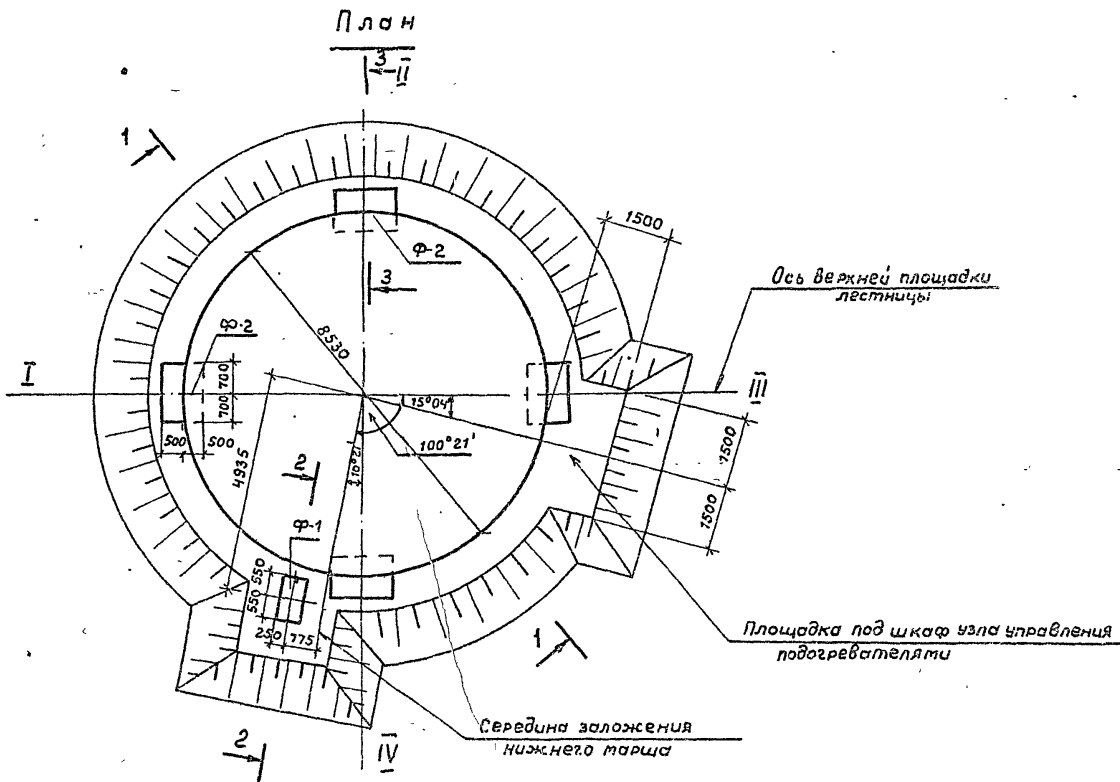 План
3
II
1
1500
Ф-2
3
Ось верхней площадки
лестницы
8530
Ф-2
I
700
700
III
15°04'
100°21'
500
500
10°21'
4935
2
1500
1500
Ф-1
550
550
250
775
1
Площадка под шкаф узла управления
подогревателями
Середина заложения
нижнего марша
2
IV